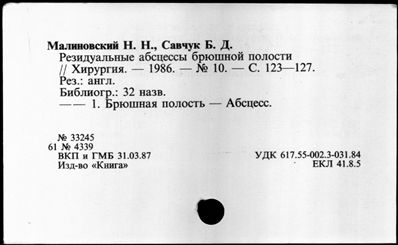 Малиновский Н. Н., Савчук Б. Д.
Резидуальные абсцессы брюшной полости
// Хирургия. — 1986. — № 10. — С. 123—127.
Рез.: англ.
Библиогр.: 32 назв.
—— 1. Брюшная полость — Абсцесс.
№ 33245
61 № 4339
ВКП и ГМБ 31.03.87
Изд-во «Книга»
УДК 617.55-002.3-031.84
ЕКЛ 41.8.5